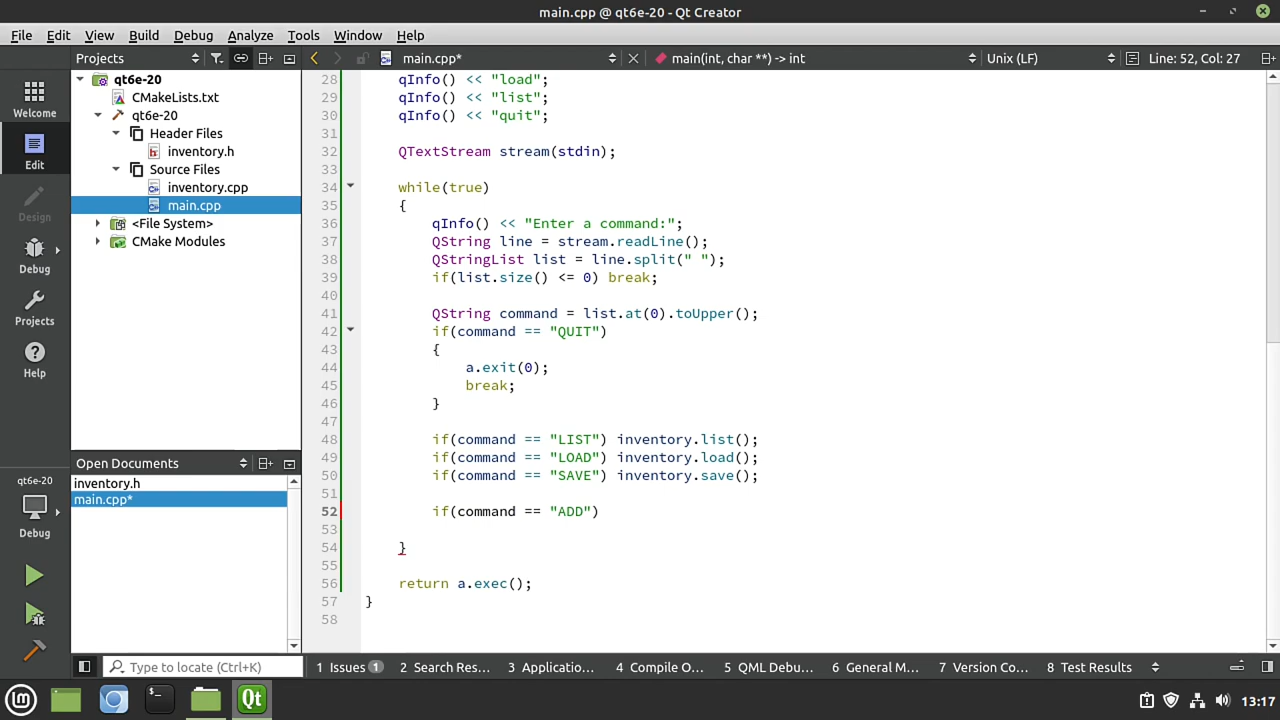 main.cpp @ qt6e-20 - Qt Creator
File Edit View Build Debug Analyze Tools Window Help
Projects main.cpp* main(int, char **) -> int Unix (LF) Line: 52, Col: 27
Welcome
Edit
Design
Debug
Projects
Help
qt6e-20
Debug
qt6e-20
CMakeLists.txt
qt6e-20
Header Files
inventory.h
Source Files
inventory.cpp
main.cpp
<File System>
CMake Modules
Open Documents
inventory.h
main.cpp*
28 qInfo() << "load";
29 qInfo() << "list";
30 qInfo() << "quit";
31
32 QTextStream stream(stdin);
33
34 while(true)
35 {
36 qInfo() << "Enter a command:";
37 QString line = stream.readLine();
38 QStringList list = line.split(" ");
39 if(list.size() <= 0) break;
40
41 QString command = list.at(0).toUpper();
42 if(command == "QUIT")
43 {
44 a.exit(0);
45 break;
46 }
47
48 if(command == "LIST") inventory.list();
49 if(command == "LOAD") inventory.load();
50 if(command == "SAVE") inventory.save();
51
52 if(command == "ADD")
53
54 }
55
56 return a.exec();
57 }
58
Type to locate (Ctrl+K) 1 Issues 1 2 Search Res... 3 Applicatio... 4 Compile O... 5 QML Debu... 6 General M... 7 Version Co... 8 Test Results
Qt 13:17